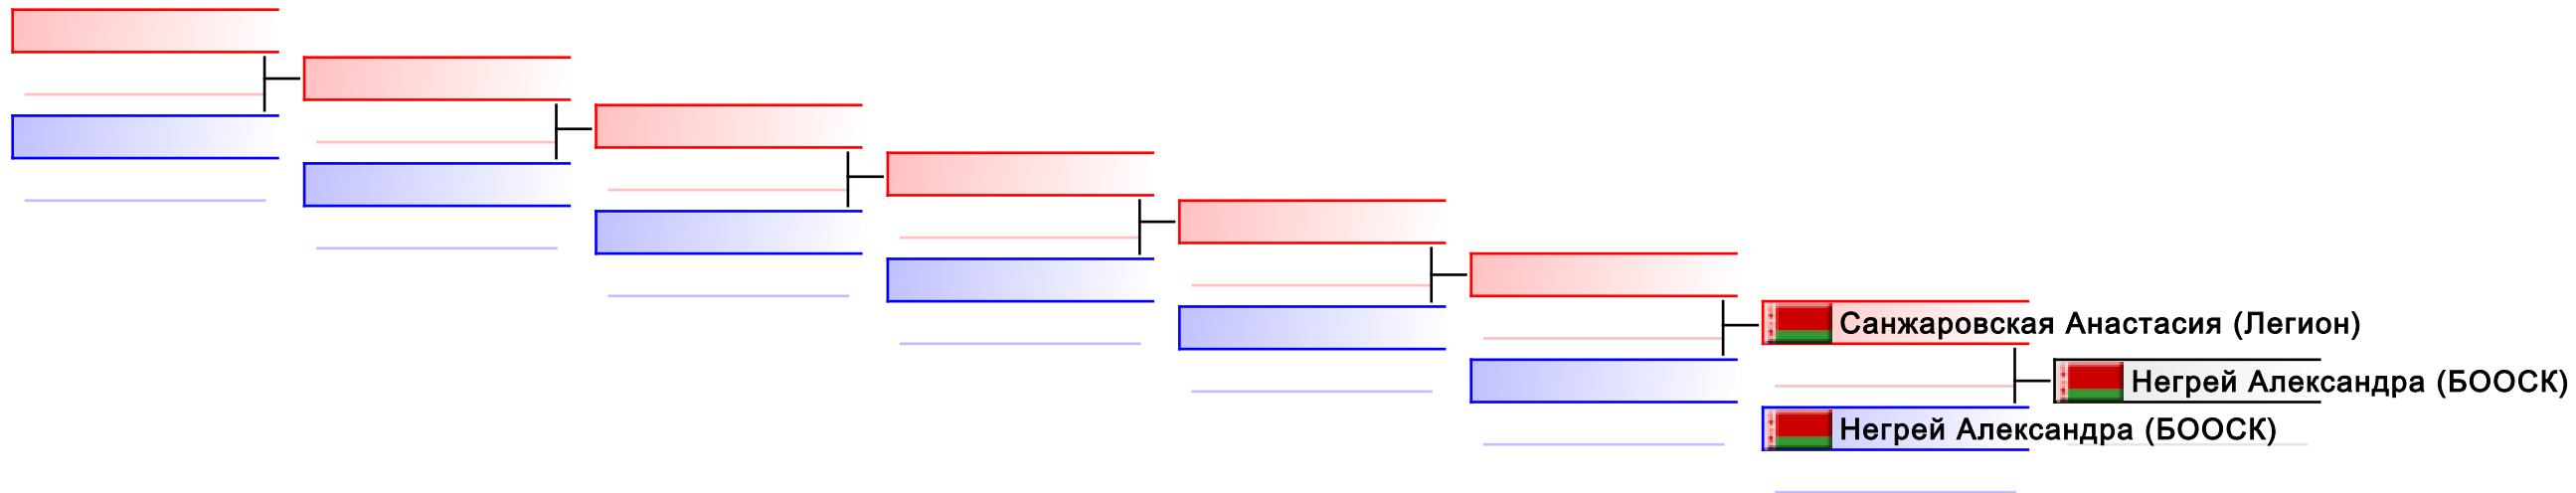 Санжаровская Анастасия (Легион)
Негрей Александра (БООСК)
Негрей Александра (БООСК)